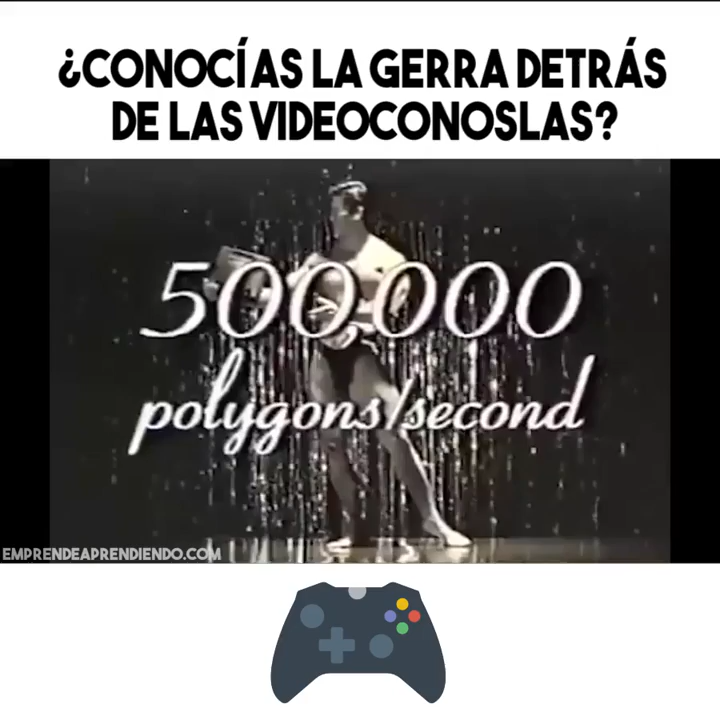 ¿CONOCÍAS LA GERRA DETRÁS
DE LAS VIDEOCONOSLAS?
500,000
polygons/second
EMPRENDEAPRENDIENDO.COM